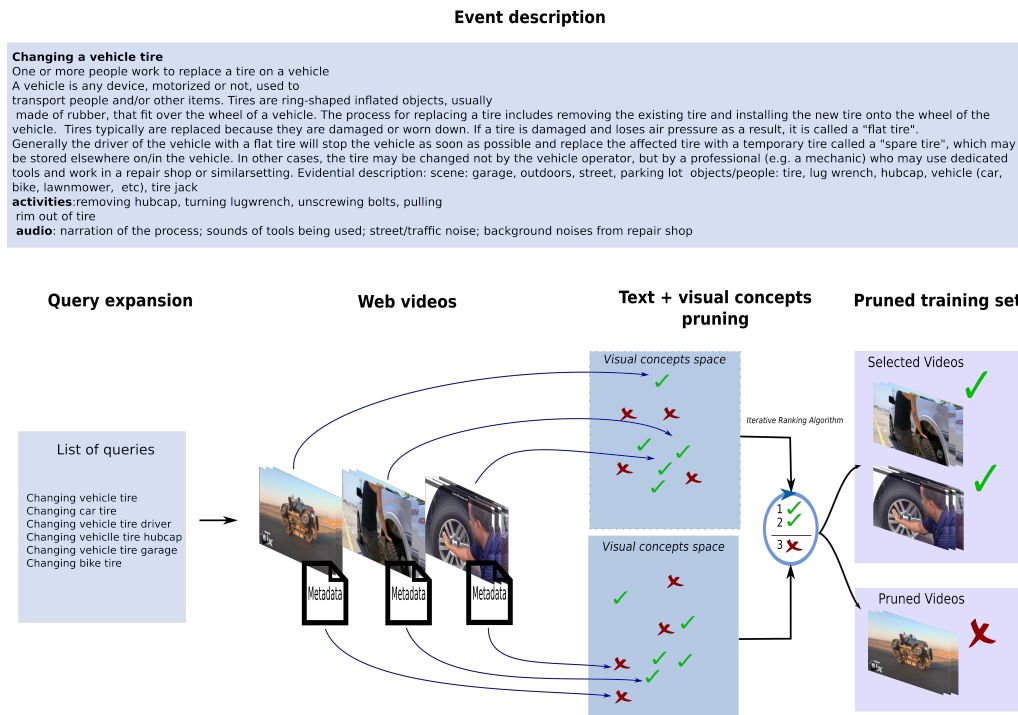 Event description
Changing a vehicle tire
One or more people work to replace a tire on a vehicle
A vehicle is any device, motorized or not, used to
transport people and/or other items. Tires are ring-shaped inflated objects, usually
made of rubber, that fit over the wheel of a vehicle. The process for replacing a tire includes removing the existing tire and installing the new tire onto the wheel of the
vehicle. Tires typically are replaced because they are damaged or worn down. If a tire is damaged and loses air pressure as a result, it is called a "flat tire".
Generally the driver of the vehicle with a flat tire will stop the vehicle as soon as possible and replace the affected tire with a temporary tire called a "spare tire", which may
be stored elsewhere on/in the vehicle. In other cases, the tire may be changed not by the vehicle operator, but by a professional (e.g. a mechanic) who may use dedicated
tools and work in a repair shop or similarsetting. Evidential description: scene: garage, outdoors, street, parking lot objects/people: tire, lug wrench, hubcap, vehicle (car,
bike, lawnmower, etc), tire jack
activities:removing hubcap, turning lugwrench, unscrewing bolts, pulling
rim out of tire
audio: narration of the process; sounds of tools being used; street/traffic noise; background noises from repair shop
Query expansion
Web videos
Text + visual concepts
pruning
Pruned training set
List of queries
Changing vehicle tire
Changing car tire
Changing vehicle tire driver
Changing vehiclle tire hubcap
Changing vehicle tire garage
Changing bike tire
Metadata
Metadata
Metadata
Visual concepts space
Visual concepts space
Iterative Ranking Algorithm
1
2
3
Selected Videos
Pruned Videos